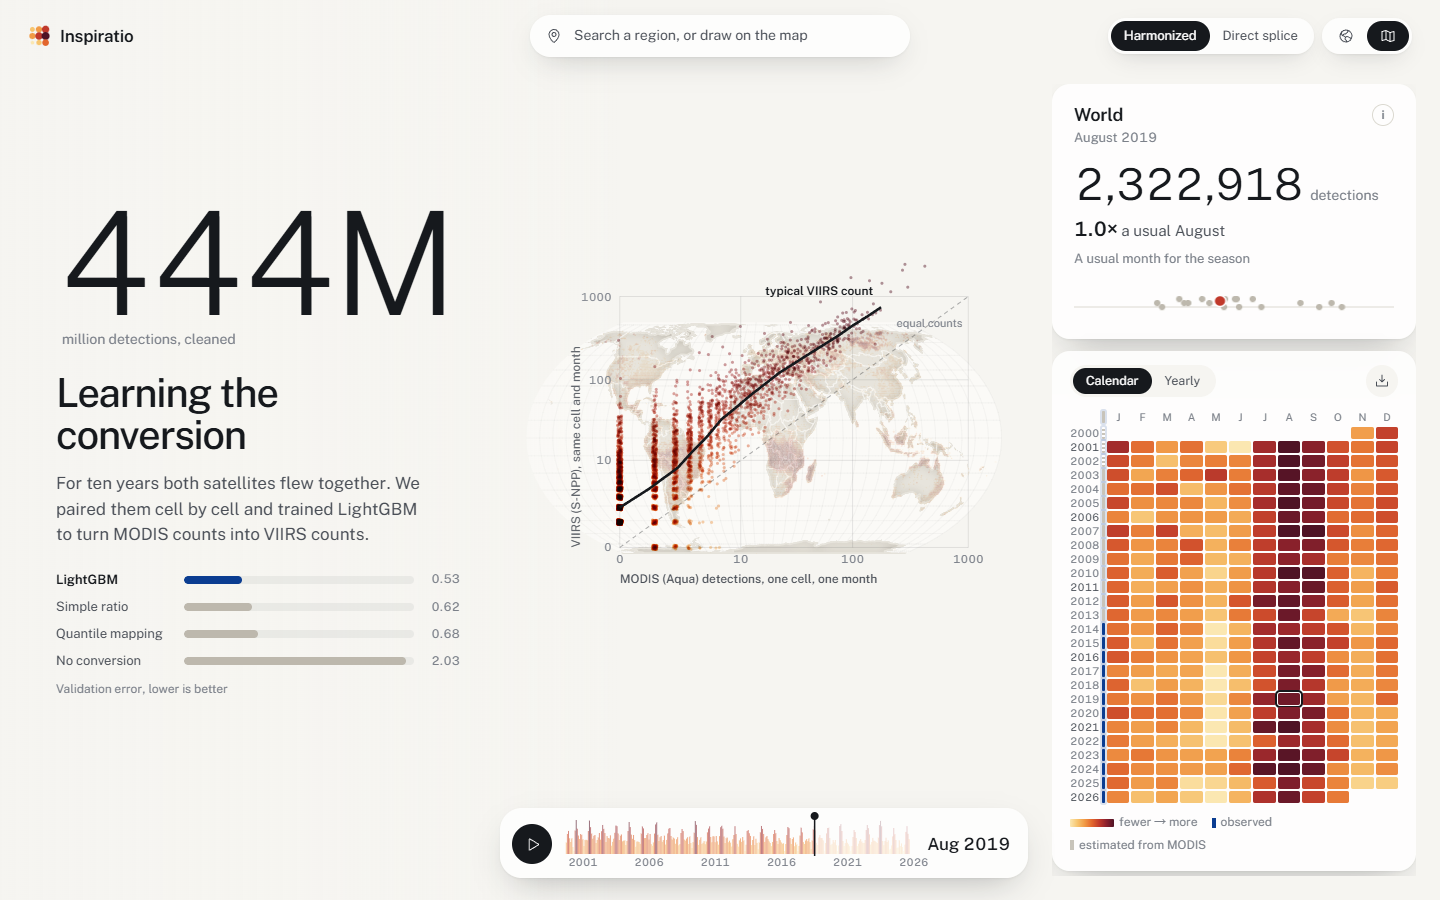 Inspiratio
Search a region, or draw on the map
Harmonized
Direct splice
444M
million detections, cleaned
Learning the
conversion
For ten years both satellites flew together. We
paired them cell by cell and trained LightGBM
to turn MODIS counts into VIIRS counts.
LightGBM 0.53
Simple ratio 0.62
Quantile mapping 0.68
No conversion 2.03
Validation error, lower is better
typical VIIRS count
equal counts
1000
100
10
0
VIIRS (S-NPP), same cell and month
0 10 100 1000
MODIS (Aqua) detections, one cell, one month
2001 2006 2011 2016 2021 2026
Aug 2019
World
i
August 2019
2,322,918 detections
1.0× a usual August
A usual month for the season
Calendar
Yearly
J F M A M J J A S O N D
2000
2001
2002
2003
2004
2005
2006
2007
2008
2009
2010
2011
2012
2013
2014
2015
2016
2017
2018
2019
2020
2021
2022
2023
2024
2025
2026
fewer → more observed
estimated from MODIS